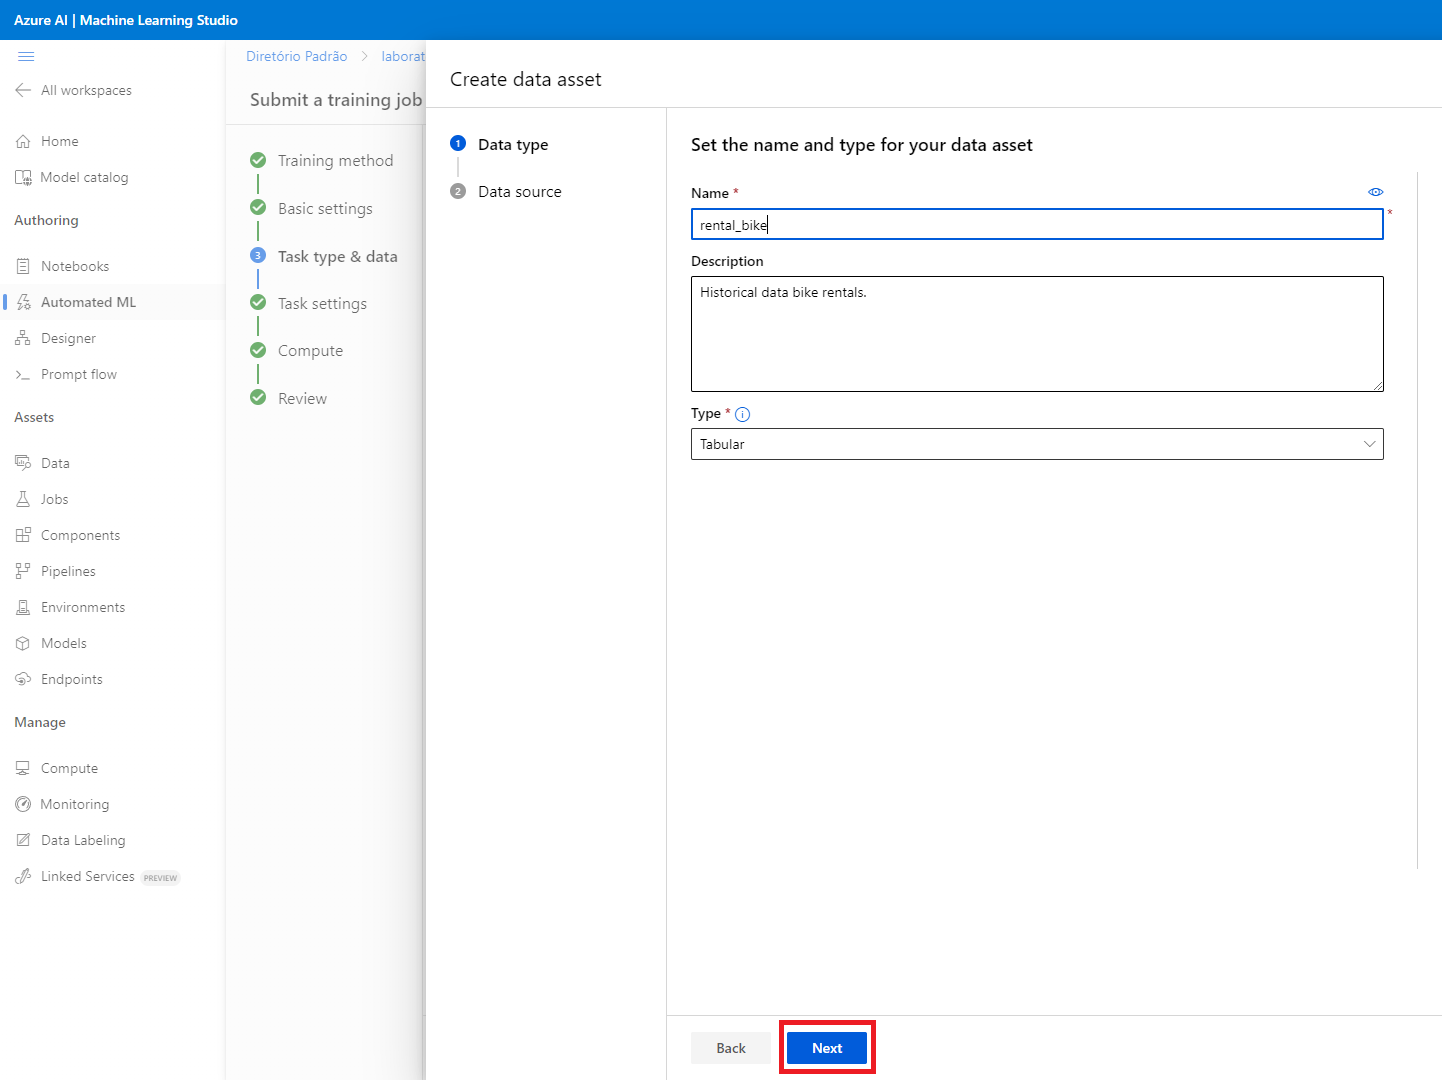 Azure AI | Machine Learning Studio
All workspaces
Home
Model catalog
Authoring
Notebooks
Automated ML
Designer
Prompt flow
Assets
Data
Jobs
Components
Pipelines
Environments
Models
Endpoints
Manage
Compute
Monitoring
Data Labeling
Linked Services PREVIEW
Diretório Padrão > laborat
Submit a training job
Training method
Basic settings
3 Task type & data
Task settings
Compute
Review
Create data asset
1 Data type
2 Data source
Set the name and type for your data asset
Name *
rental_bike
*
Description
Historical data bike rentals.
Type *
Tabular
Back
Next